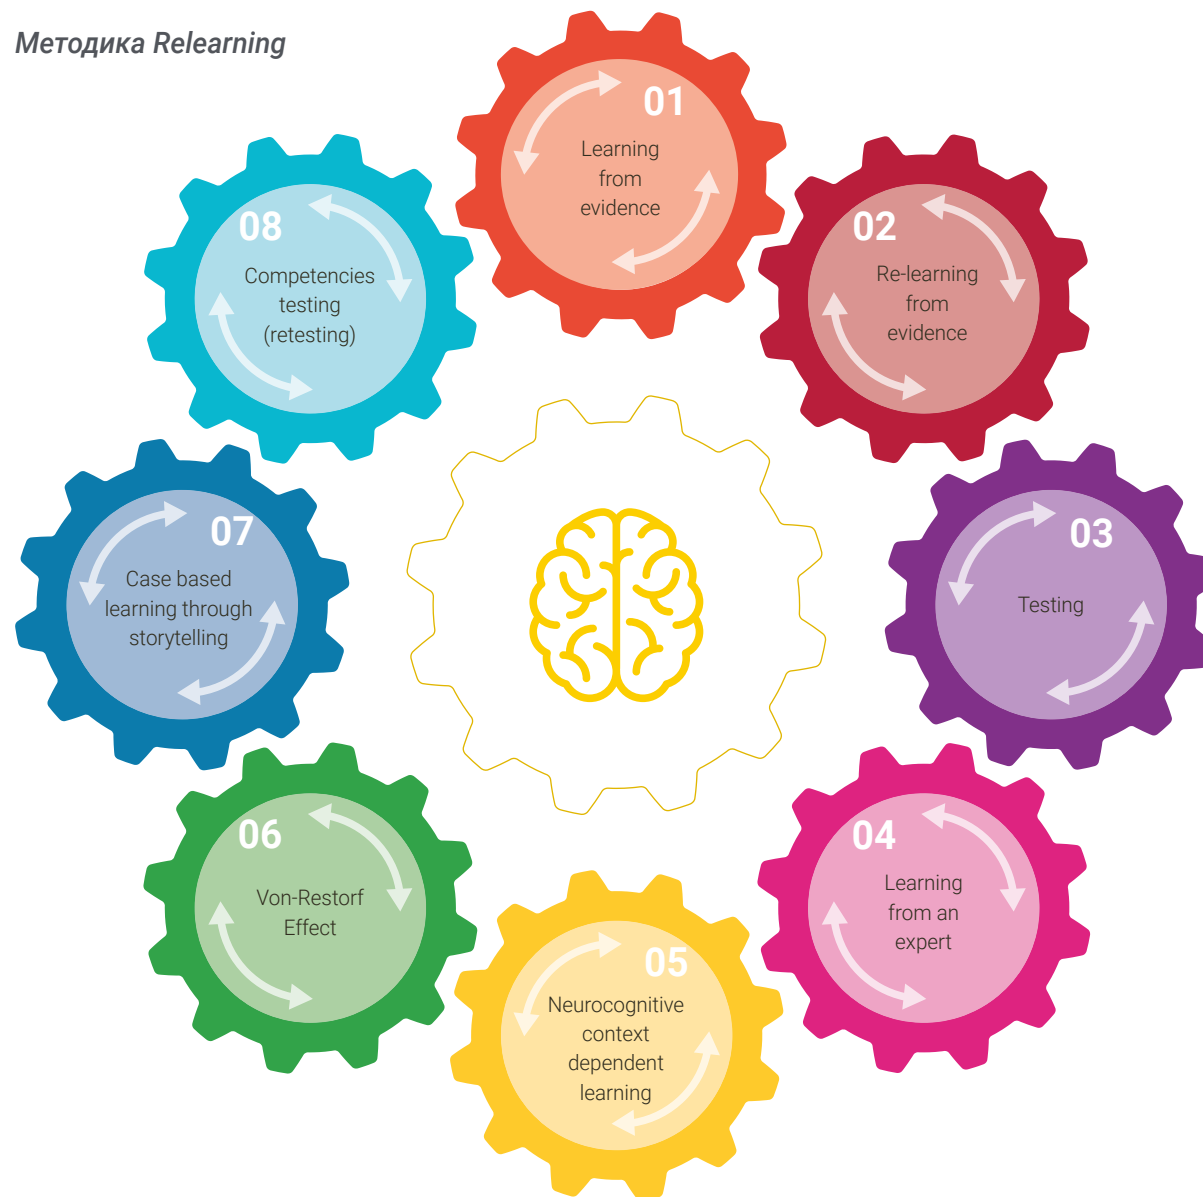 Методика Relearning
01
Learning
from
evidence
02
Re-learning
from
evidence
03
Testing
04
Learning
from an
expert
05
Neurocognitive
context
dependent
learning
06
Von-Restorf
Effect
07
Case based
learning through
storytelling
08
Competencies
testing
(retesting)